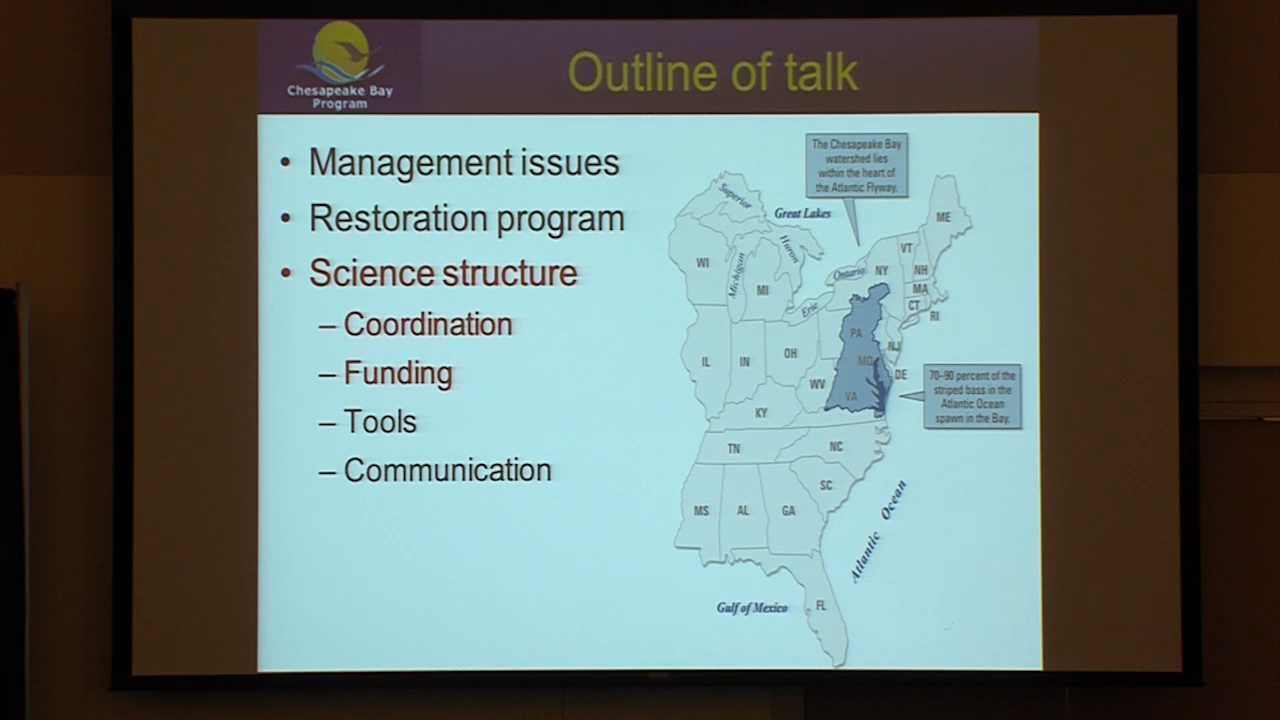 Chesapeake Bay
Program
Outline of talk
• Management issues
• Restoration program
• Science structure
– Coordination
– Funding
– Tools
– Communication
The Chesapeake Bay
watershed lies
within the heart of
the Atlantic Flyway.
Superior
Great Lakes
Huron
Michigan
Ontario
Erie
ME
VT
NH
NY
MA
CT
RI
WI
MI
PA
NJ
IL
IN
OH
MD
DE
WV
VA
KY
70–90 percent of the
striped bass in the
Atlantic Ocean
spawn in the Bay.
TN
NC
SC
MS
AL
GA
Atlantic Ocean
Gulf of Mexico
FL